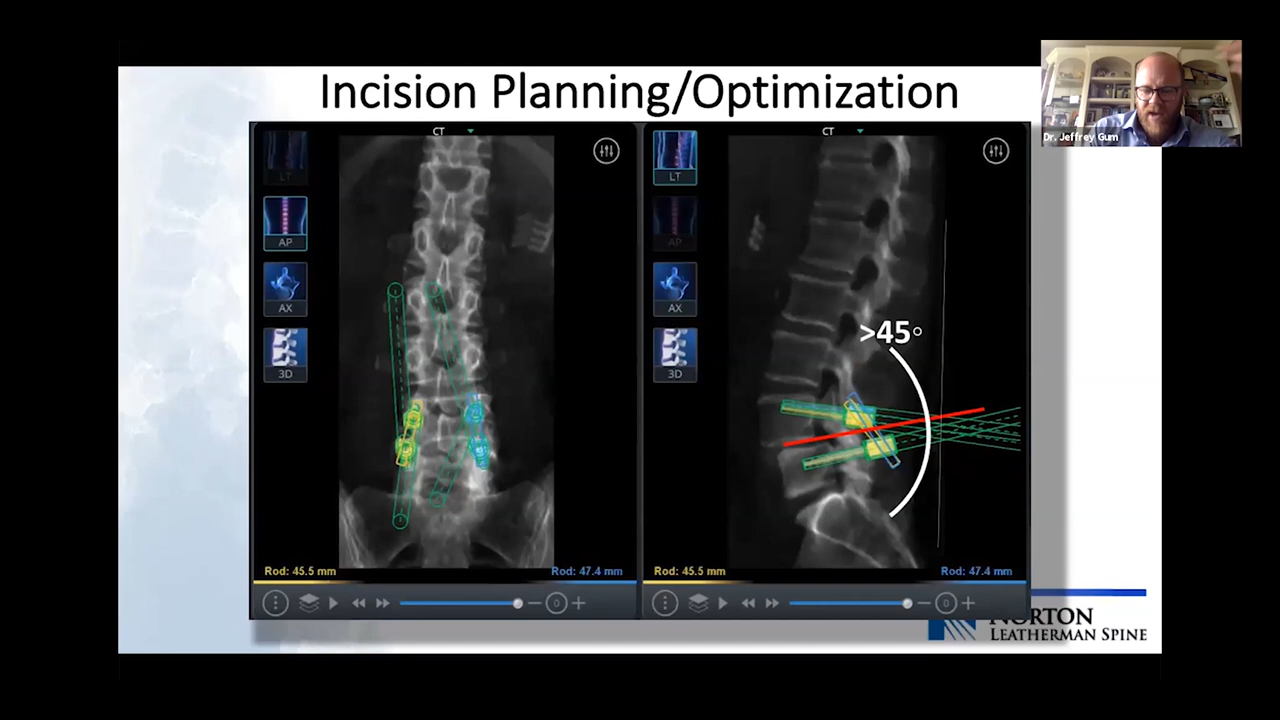 Incision Planning/Optimization
Dr. Jeffrey Gum
CT
LT
AP
AX
3D
Rod: 45.5 mm
Rod: 47.4 mm
0
CT
LT
AP
AX
3D
>45°
Rod: 45.5 mm
Rod: 47.4 mm
0
NORTON
LEATHERMAN SPINE